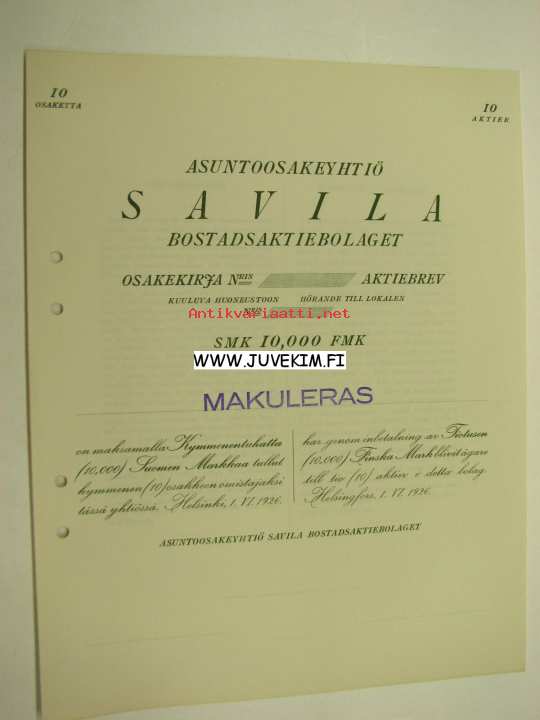 10
OSAKETTA
10
AKTIER
ASUNTOOSAKEYHTIÖ
SAVILA
BOSTADSAKTIEBOLAGET
OSAKEKIRJA NRIN AKTIEBREV
KUULUVA HUONEUSTOON HÖRANDE TILL LOKALEN
Antikvariaatti.net
SMK 10,000 FMK
WWW.JUVEKIM.FI
MAKULERAS
on maksamalla Kymmenentuhatta
(10,000) Suomen Markkaa tullut
kymmenen (10) osakkeen omistajaksi
tässä yhtiössä. Helsinki, 1. VI. 1926.
har genom inbetalning av Tiotusen
(10,000) Finska Mark blivit ägare
till tio (10) aktier i detta bolag.
Helsingfors, 1. VI. 1926.
ASUNTOOSAKEYHTIÖ SAVILA BOSTADSAKTIEBOLAGET